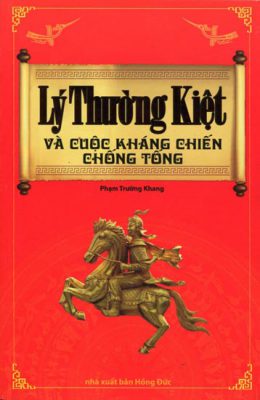 Lý Thường Kiệt
VÀ CUỘC KHÁNG CHIẾN
CHỐNG TỐNG
Phạm Trường Khang
nhà xuất bản Hồng Đức